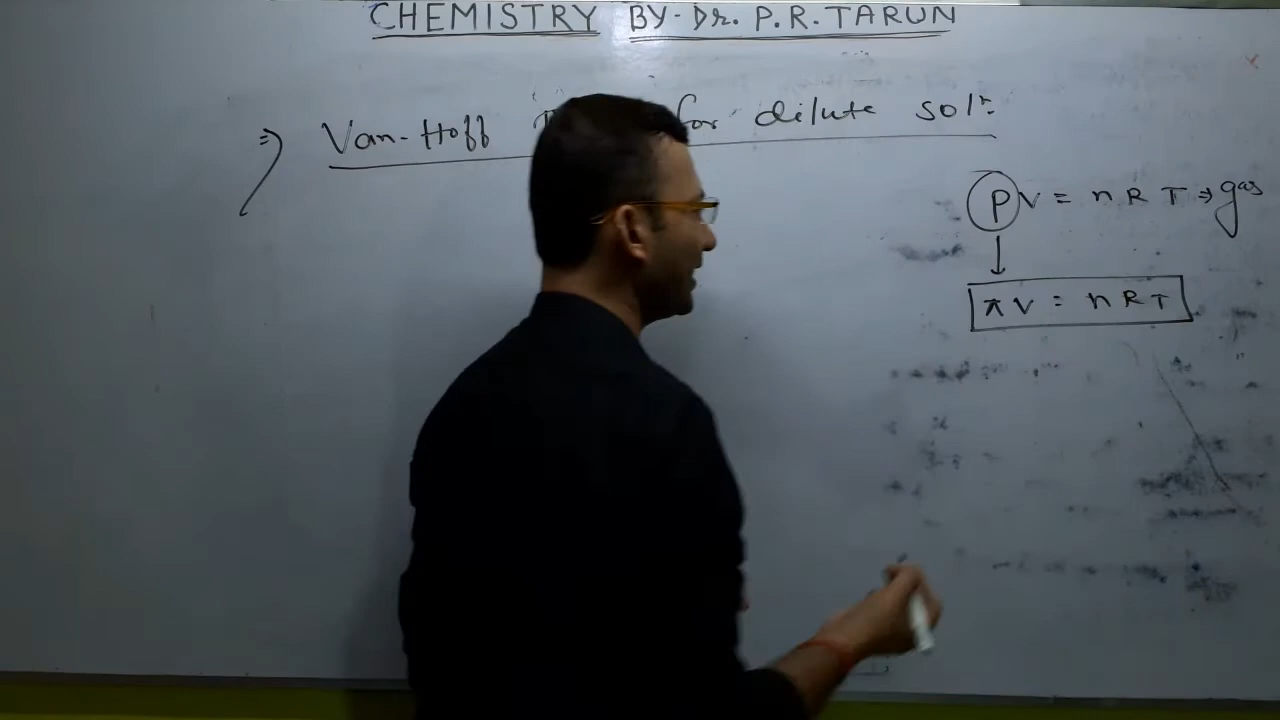 CHEMISTRY BY- Dr. P.R. TARUN
⇒ Van-Hoff for dilute solⁿ:
PV = nRT ⇒ gas
↓
πV = nRT